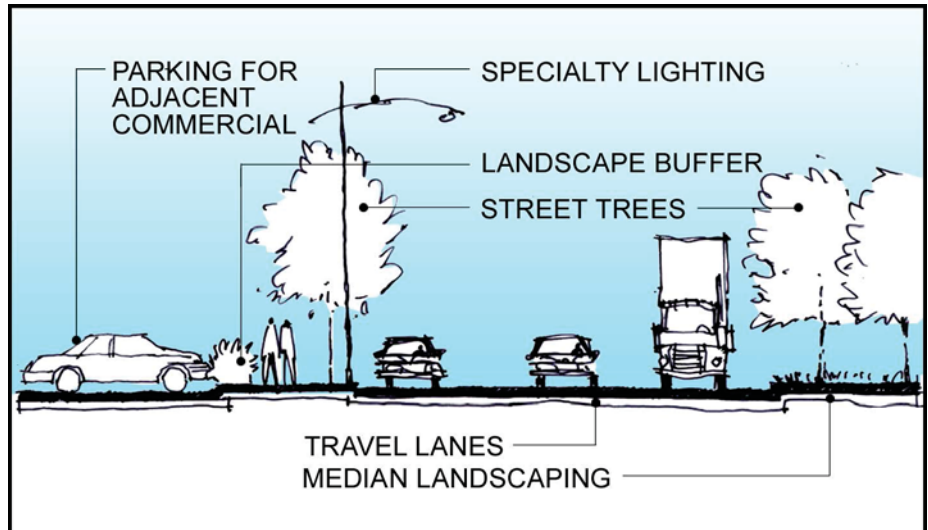 PARKING FOR
ADJACENT
COMMERCIAL
SPECIALTY LIGHTING
LANDSCAPE BUFFER
STREET TREES
TRAVEL LANES
MEDIAN LANDSCAPING